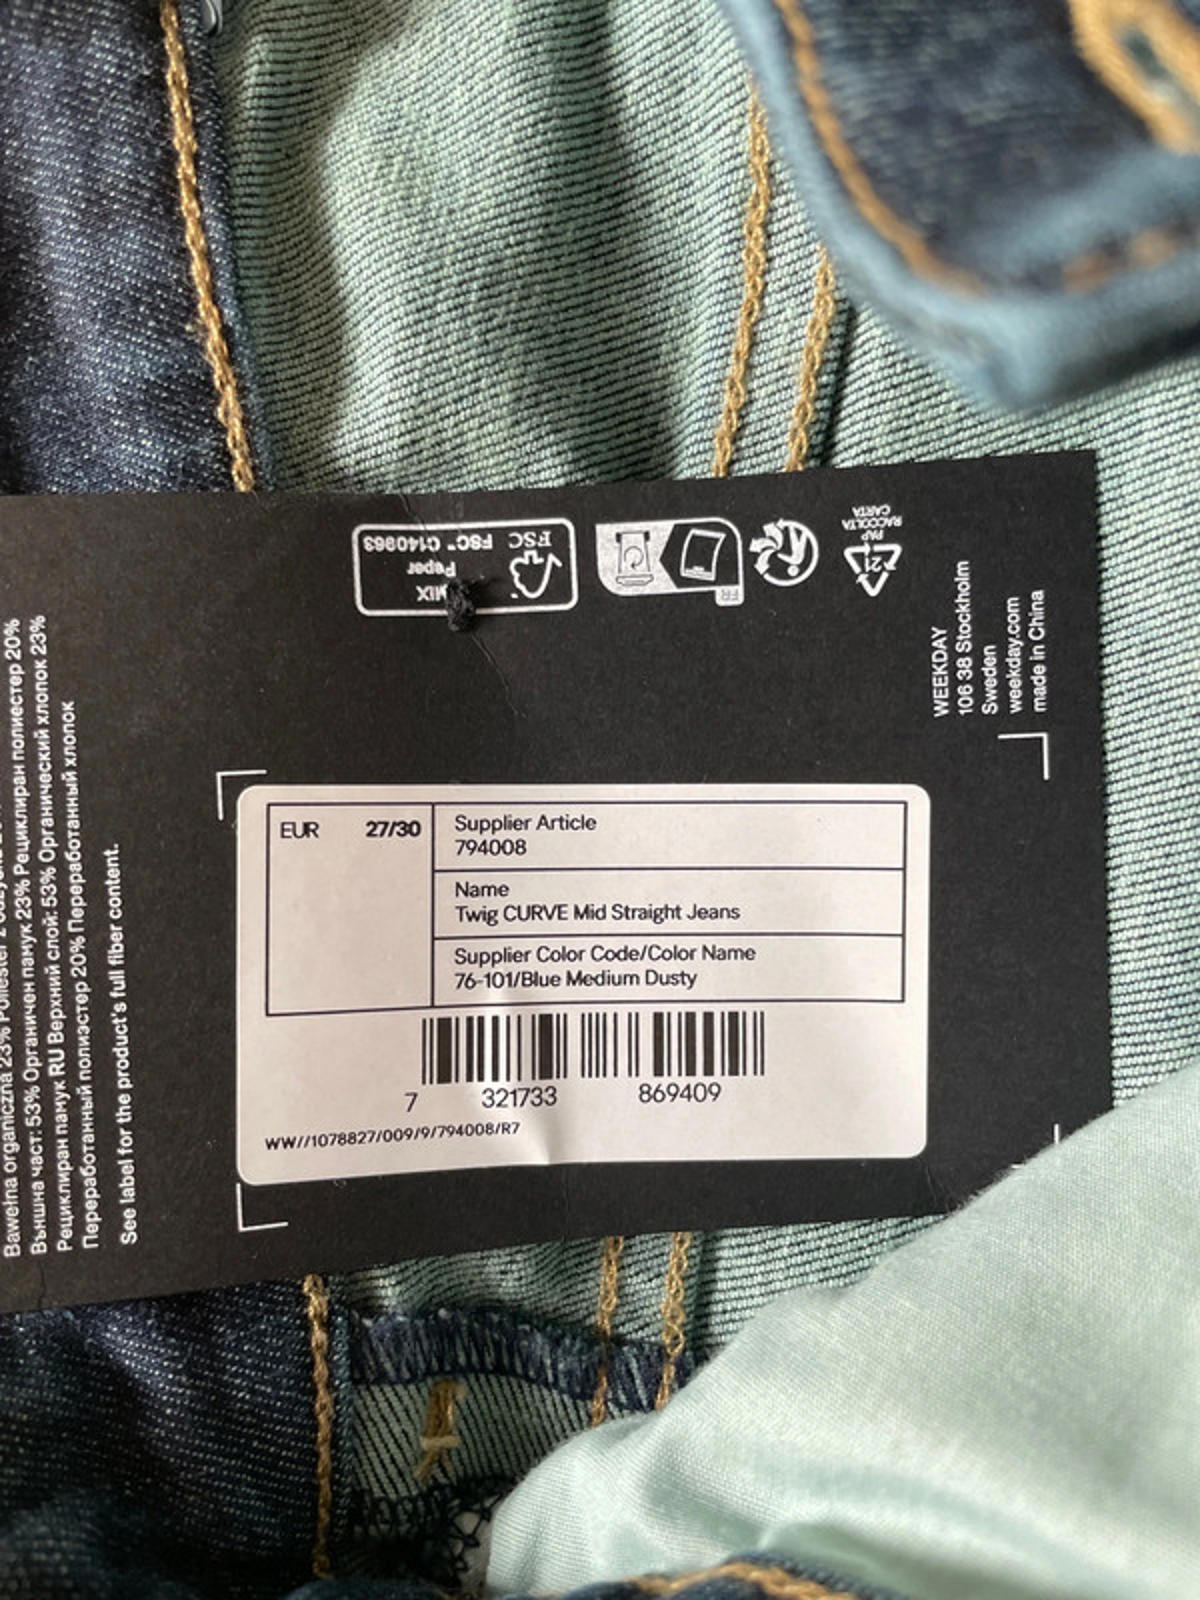 MIX
Paper
FSC
FSC™ C140963
FR
21
PAP
RACCOLTA
CARTA
WEEKDAY
106 38 Stockholm
Sweden
weekday.com
made in China
EUR 27/30
Supplier Article
794008
Name
Twig CURVE Mid Straight Jeans
Supplier Color Code/Color Name
76-101/Blue Medium Dusty
7 321733 869409
WW//1078827/009/9/794008/R7
Bawełna organiczna 23% Poliester z
Външна част: 53% Органичен памук 23% Рециклиран полиестер 20%
Рециклиран памук RU Верхний слой: 53% Органический хлопок 23%
Переработанный полиэстер 20% Переработанный хлопок
See label for the product's full fiber content.